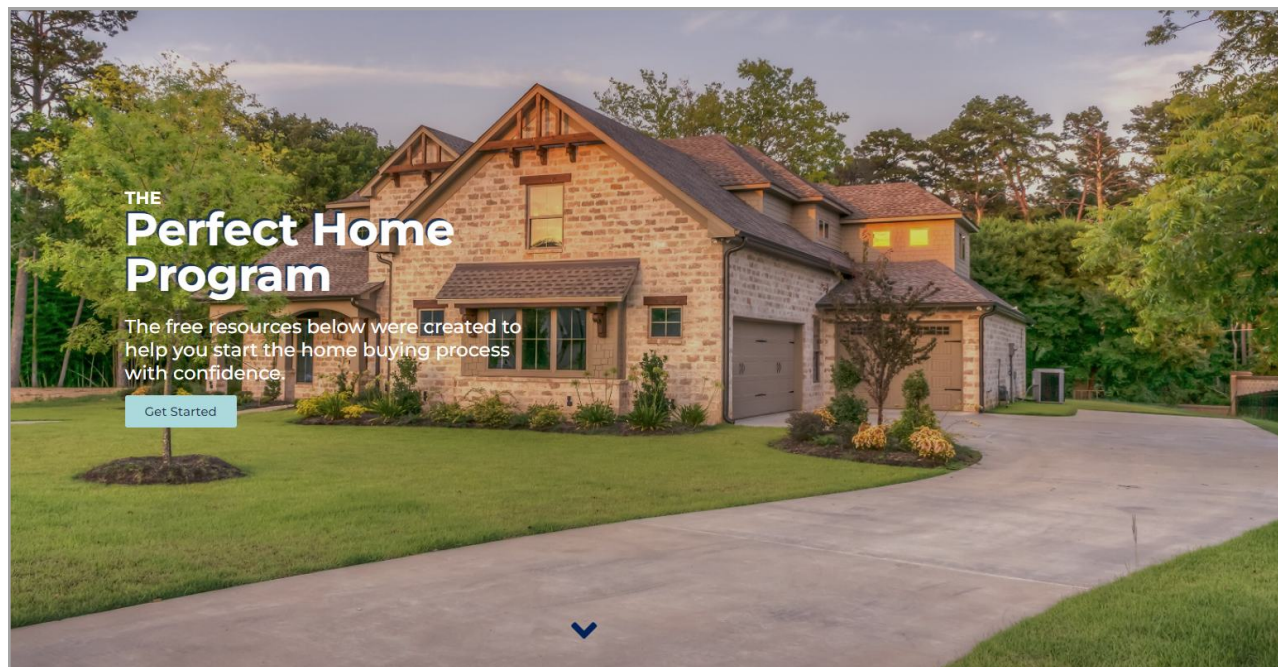 THE
Perfect Home
Program
The free resources below were created to
help you start the home buying process
with confidence.
Get Started